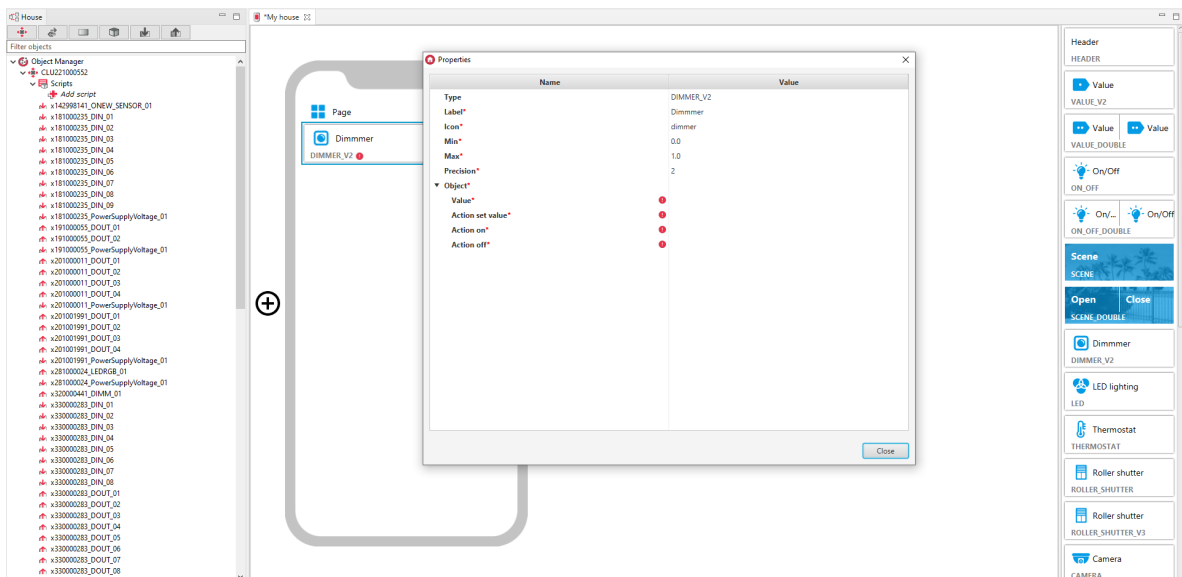 House
*My house
Filter objects
Object Manager
CLU221000552
Scripts
Add script
x142998141_ONEW_SENSOR_01
x181000235_DIN_01
x181000235_DIN_02
x181000235_DIN_03
x181000235_DIN_04
x181000235_DIN_05
x181000235_DIN_06
x181000235_DIN_07
x181000235_DIN_08
x181000235_DIN_09
x181000235_PowerSupplyVoltage_01
x191000055_DOUT_01
x191000055_DOUT_02
x191000055_PowerSupplyVoltage_01
x201000011_DOUT_01
x201000011_DOUT_02
x201000011_DOUT_03
x201000011_DOUT_04
x201000011_PowerSupplyVoltage_01
x201001991_DOUT_01
x201001991_DOUT_02
x201001991_DOUT_03
x201001991_DOUT_04
x201001991_PowerSupplyVoltage_01
x281000024_LEDRGB_01
x281000024_PowerSupplyVoltage_01
x320000441_DIMM_01
x330000283_DIN_01
x330000283_DIN_02
x330000283_DIN_03
x330000283_DIN_04
x330000283_DIN_05
x330000283_DIN_06
x330000283_DIN_07
x330000283_DIN_08
x330000283_DOUT_01
x330000283_DOUT_02
x330000283_DOUT_03
x330000283_DOUT_04
x330000283_DOUT_05
x330000283_DOUT_06
x330000283_DOUT_07
x330000283_DOUT_08
Page
Dimmmer
DIMMER_V2
Properties
Name Value
Type DIMMER_V2
Label* Dimmmer
Icon* dimmer
Min* 0.0
Max* 1.0
Precision* 2
Object*
Value*
Action set value*
Action on*
Action off*
Close
Header
HEADER
Value
VALUE_V2
Value Value
VALUE_DOUBLE
On/Off
ON_OFF
On/... On/Off
ON_OFF_DOUBLE
Scene
SCENE
Open Close
SCENE_DOUBLE
Dimmmer
DIMMER_V2
LED lighting
LED
Thermostat
THERMOSTAT
Roller shutter
ROLLER_SHUTTER
Roller shutter
ROLLER_SHUTTER_V3
Camera
CAMERA